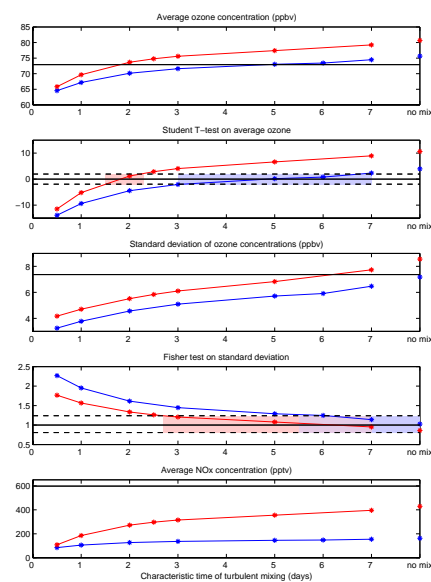 Average ozone concentration (ppbv)
85
80
75
70
65
60
0 1 2 3 4 5 6 7 no mix
Student T-test on average ozone
10
0
-10
0 1 2 3 4 5 6 7 no mix
Standard deviation of ozone concentrations (ppbv)
8
6
4
0 1 2 3 4 5 6 7 no mix
Fisher test on standard deviation
2.5
2
1.5
1
0.5
0 1 2 3 4 5 6 7 no mix
Average NOx concentration (pptv)
600
400
200
0
0 1 2 3 4 5 6 7 no mix
Characteristic time of turbulent mixing (days)